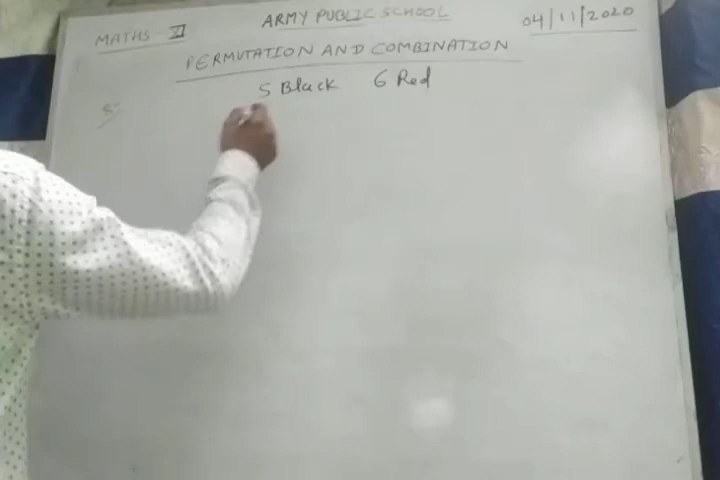 ARMY PUBLIC SCHOOL
04/11/2020
MATHS - XI
PERMUTATION AND COMBINATION
5 Black 6 Red